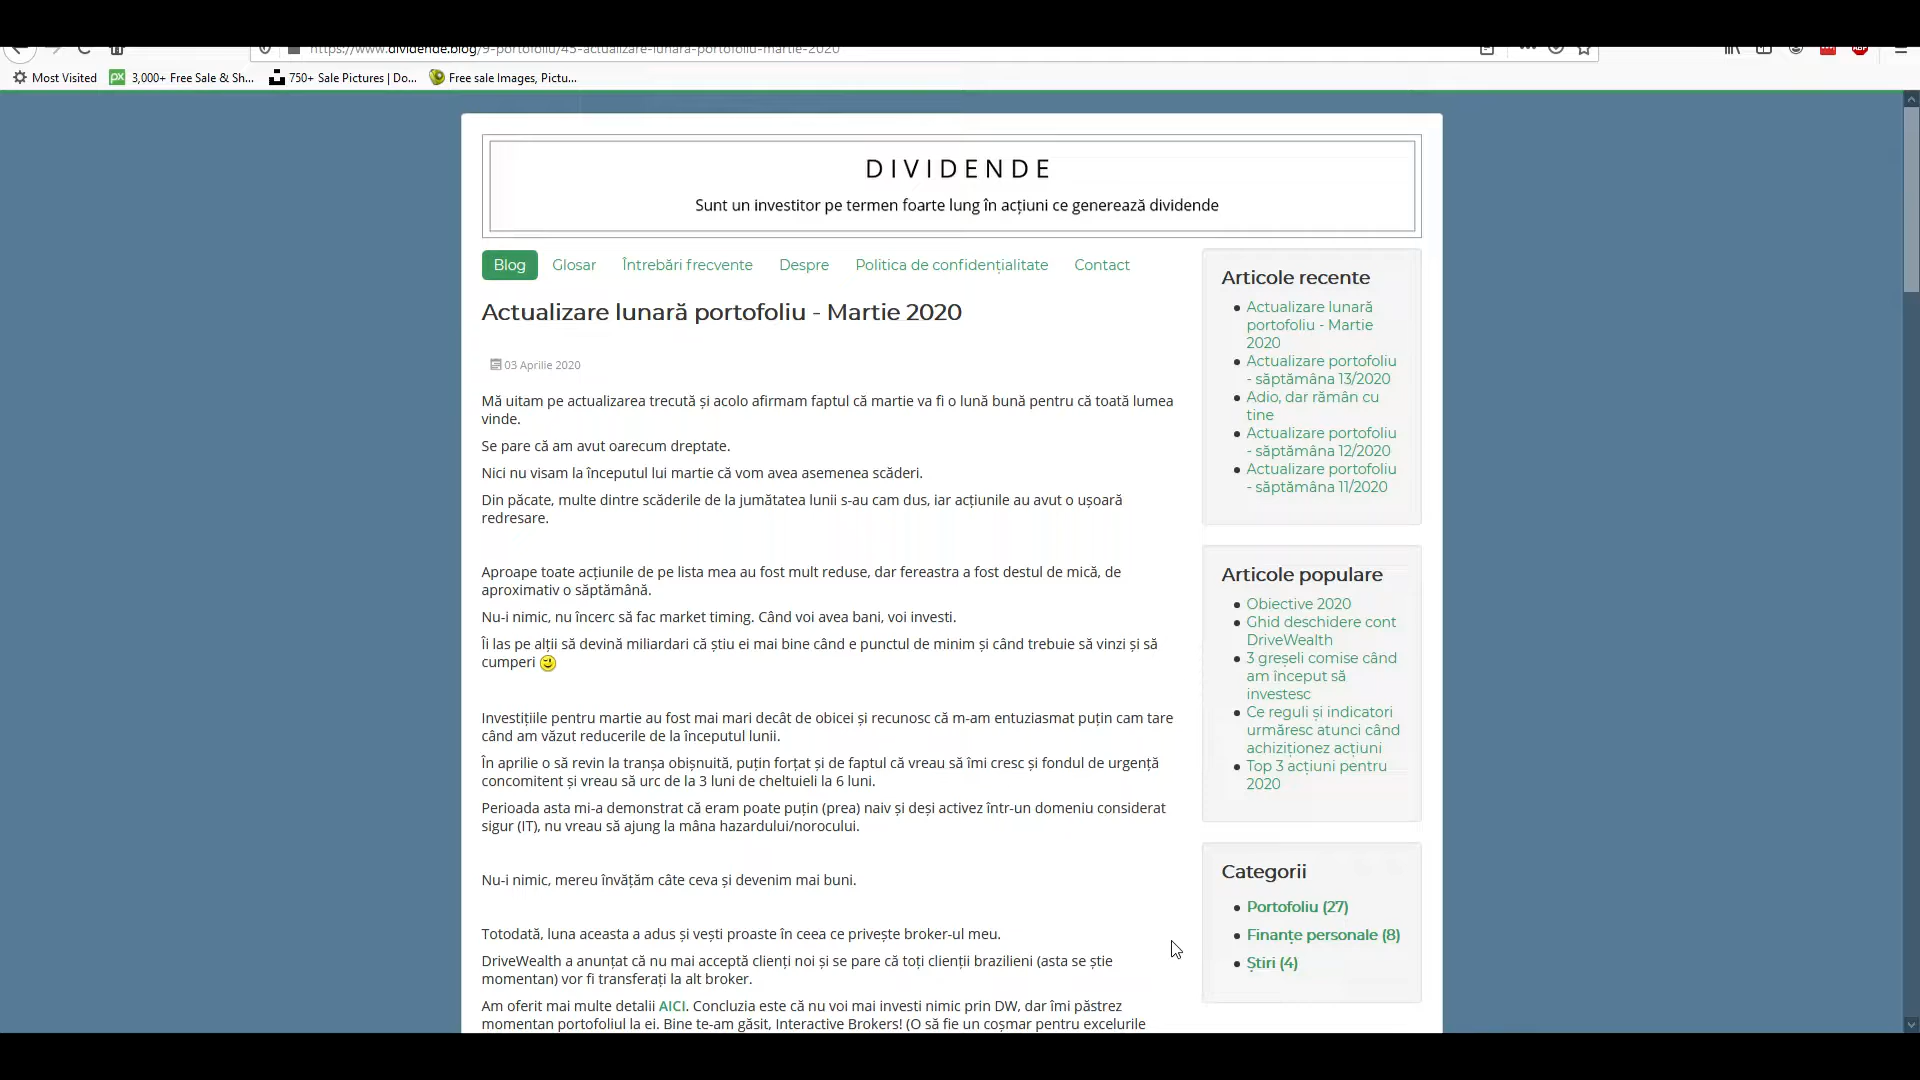 https://www.dividende.blog/9-portofoliu/45-actualizare-lunara-portofoliu-martie-2020
Most Visited
3,000+ Free Sale & Sh...
750+ Sale Pictures | Do...
Free sale Images, Pictu...
DIVIDENDE
Sunt un investitor pe termen foarte lung în acțiuni ce generează dividende
Blog
Glosar
Întrebări frecvente
Despre
Politica de confidențialitate
Contact
Actualizare lunară portofoliu - Martie 2020
03 Aprilie 2020
Mă uitam pe actualizarea trecută și acolo afirmam faptul că martie va fi o lună bună pentru că toată lumea
vinde.
Se pare că am avut oarecum dreptate.
Nici nu visam la începutul lui martie că vom avea asemenea scăderi.
Din păcate, multe dintre scăderile de la jumătatea lunii s-au cam dus, iar acțiunile au avut o ușoară
redresare.
Aproape toate acțiunile de pe lista mea au fost mult reduse, dar fereastra a fost destul de mică, de
aproximativ o săptămână.
Nu-i nimic, nu încerc să fac market timing. Când voi avea bani, voi investi.
Îi las pe alții să devină miliardari că știu ei mai bine când e punctul de minim și când trebuie să vinzi și să
cumperi
Investițiile pentru martie au fost mai mari decât de obicei și recunosc că m-am entuziasmat puțin cam tare
când am văzut reducerile de la începutul lunii.
În aprilie o să revin la tranșa obișnuită, puțin forțat și de faptul că vreau să îmi cresc și fondul de urgență
concomitent și vreau să urc de la 3 luni de cheltuieli la 6 luni.
Perioada asta mi-a demonstrat că eram poate puțin (prea) naiv și deși activez într-un domeniu considerat
sigur (IT), nu vreau să ajung la mâna hazardului/norocului.
Nu-i nimic, mereu învățăm câte ceva și devenim mai buni.
Totodată, luna aceasta a adus și vești proaste în ceea ce privește broker-ul meu.
DriveWealth a anunțat că nu mai acceptă clienți noi și se pare că toți clienții brazilieni (asta se știe
momentan) vor fi transferați la alt broker.
Am oferit mai multe detalii AICI. Concluzia este că nu voi mai investi nimic prin DW, dar îmi păstrez
momentan portofoliul la ei. Bine te-am găsit, Interactive Brokers! (O să fie un coșmar pentru excelurile
Articole recente
Actualizare lunară
portofoliu - Martie
2020
Actualizare portofoliu
- săptămâna 13/2020
Adio, dar rămân cu
tine
Actualizare portofoliu
- săptămâna 12/2020
Actualizare portofoliu
- săptămâna 11/2020
Articole populare
Obiective 2020
Ghid deschidere cont
DriveWealth
3 greșeli comise când
am început să
investesc
Ce reguli și indicatori
urmăresc atunci când
achiziționez acțiuni
Top 3 acțiuni pentru
2020
Categorii
Portofoliu (27)
Finanțe personale (8)
Știri (4)